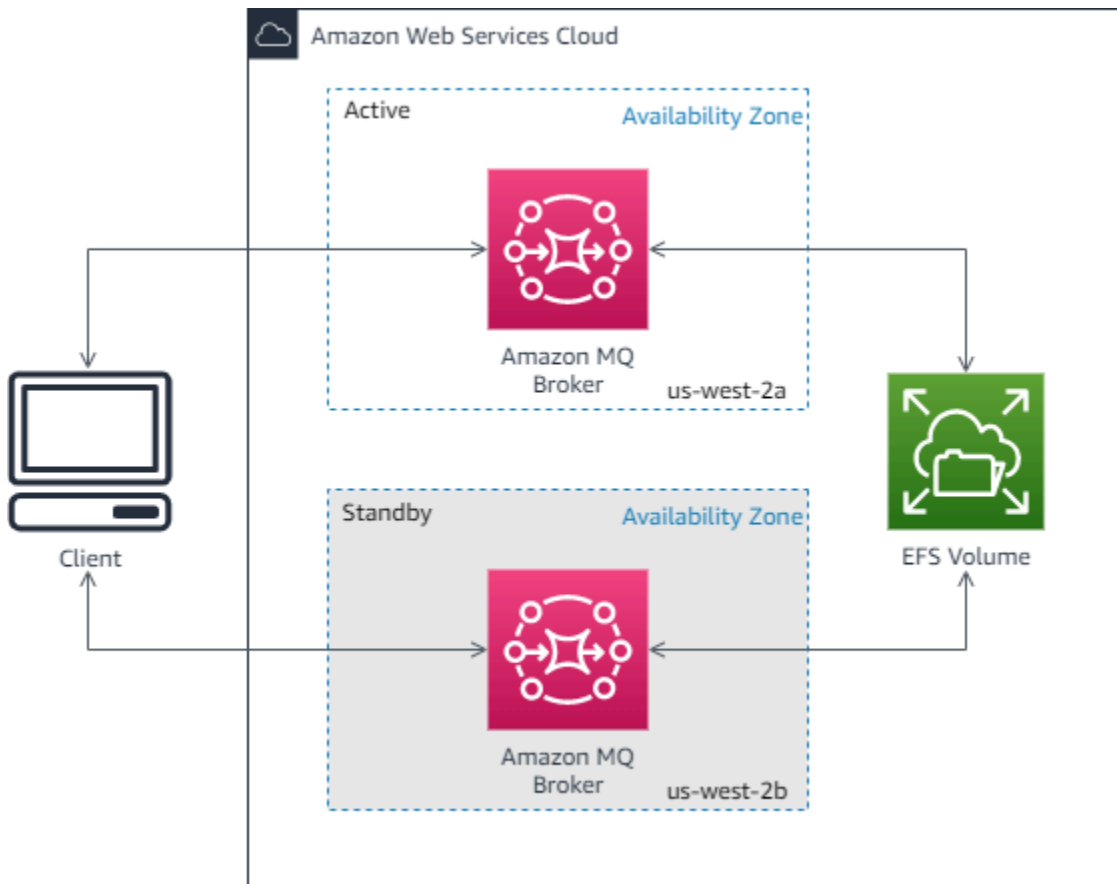 Amazon Web Services Cloud
Active
Availability Zone
Amazon MQ
Broker
us-west-2a
Client
EFS Volume
Standby
Availability Zone
Amazon MQ
Broker
us-west-2b